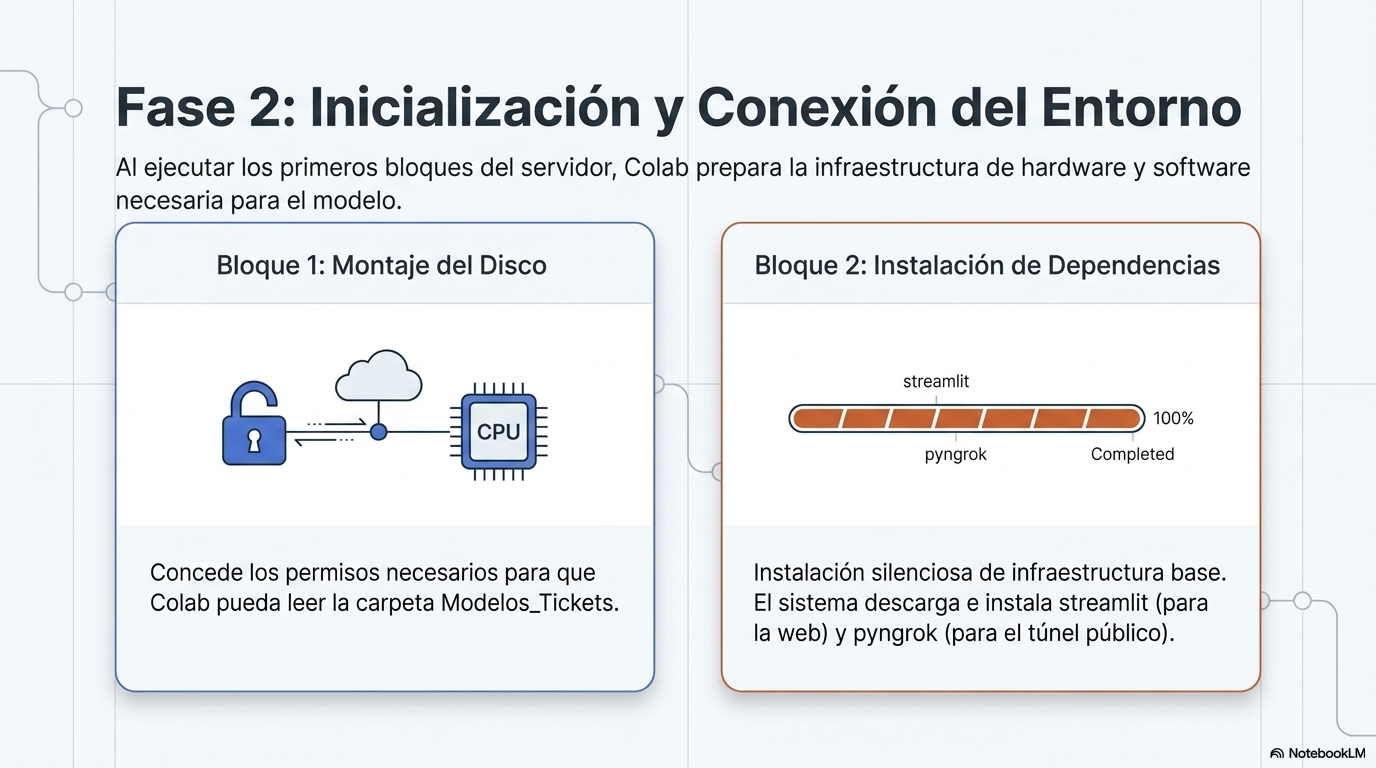 Fase 2: Inicialización y Conexión del Entorno
Al ejecutar los primeros bloques del servidor, Colab prepara la infraestructura de hardware y software
necesaria para el modelo.
Bloque 1: Montaje del Disco
CPU
Concede los permisos necesarios para que
Colab pueda leer la carpeta Modelos_Tickets.
Bloque 2: Instalación de Dependencias
streamlit
100%
pyngrok
Completed
Instalación silenciosa de infraestructura base.
El sistema descarga e instala streamlit (para
la web) y pyngrok (para el túnel público).
NotebookLM